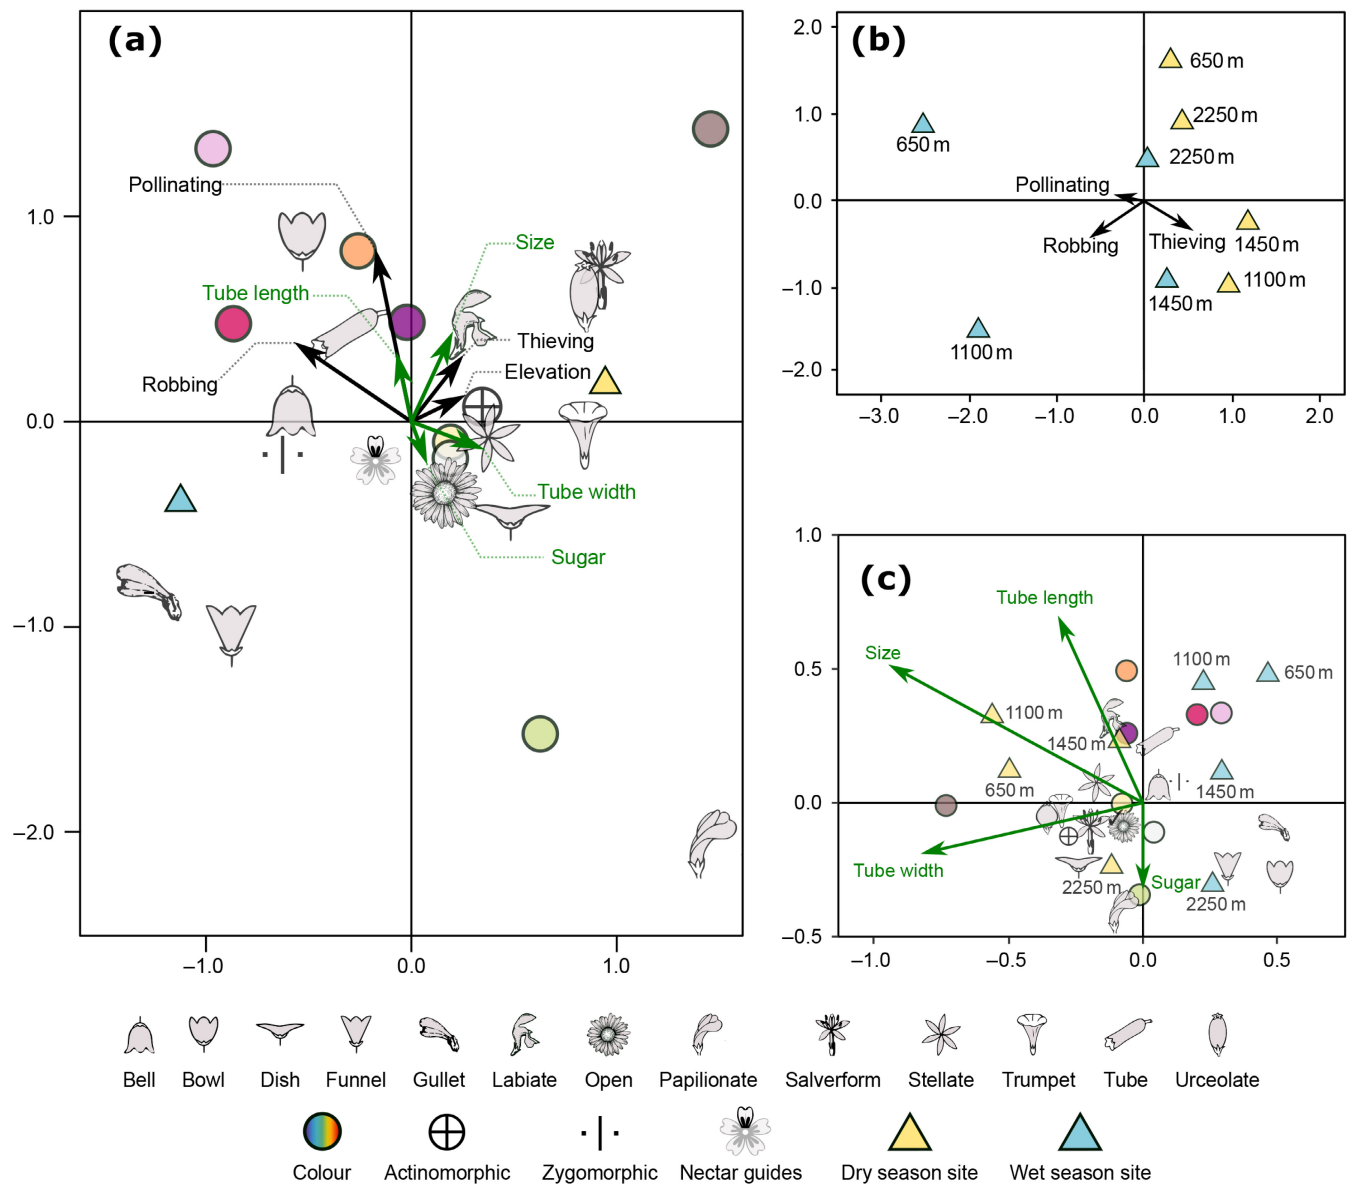 (a)
Pollinating
Size
1.0
Tube length
Thieving
Robbing
Elevation
0.0
Tube width
Sugar
–1.0
–2.0
–1.0
0.0
1.0
(b)
2.0
650 m
1.0
2250 m
650 m
2250 m
0.0
Pollinating
Robbing
Thieving
1450 m
–1.0
1100 m
1450 m
1100 m
–2.0
–3.0
–2.0
–1.0
0.0
1.0
2.0
(c)
1.0
Tube length
Size
1100 m
650 m
0.5
1100 m
1450 m
650 m
1450 m
0.0
Tube width
2250 m
Sugar
2250 m
–0.5
–1.0
–0.5
0.0
0.5
Bell Bowl Dish Funnel Gullet Labiate Open Papilionate Salverform Stellate Trumpet Tube Urceolate
Colour Actinomorphic Zygomorphic Nectar guides Dry season site Wet season site